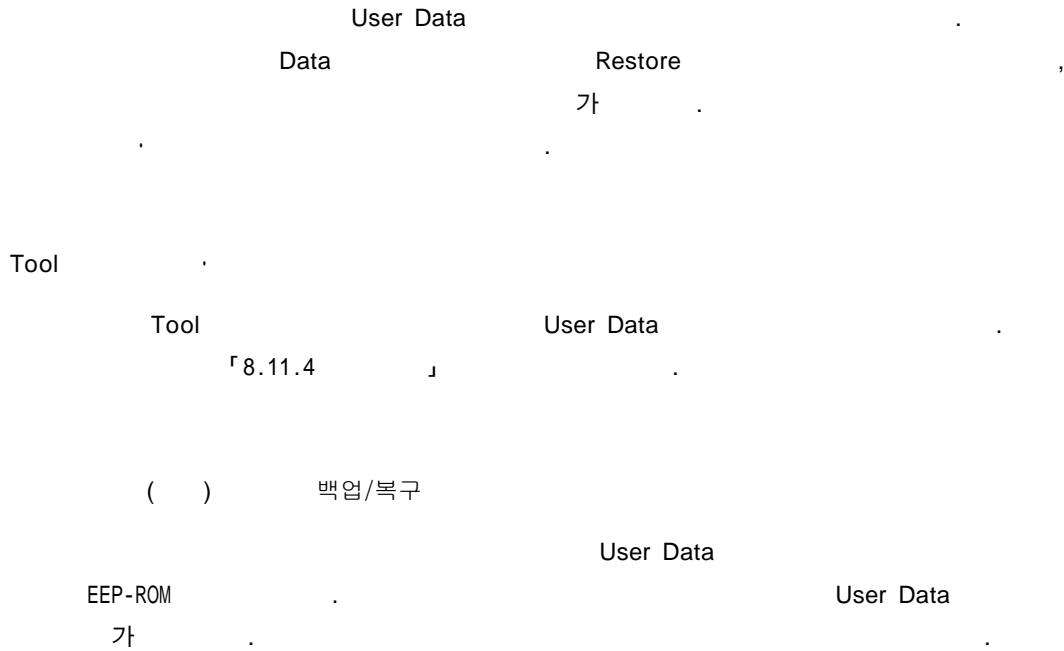 User Data .
Data Restore ,
가 .
· .
Tool ·
Tool User Data .
「8.11.4 」 .
( ) 백업/복구
User Data
EEP-ROM . User Data
가 . .